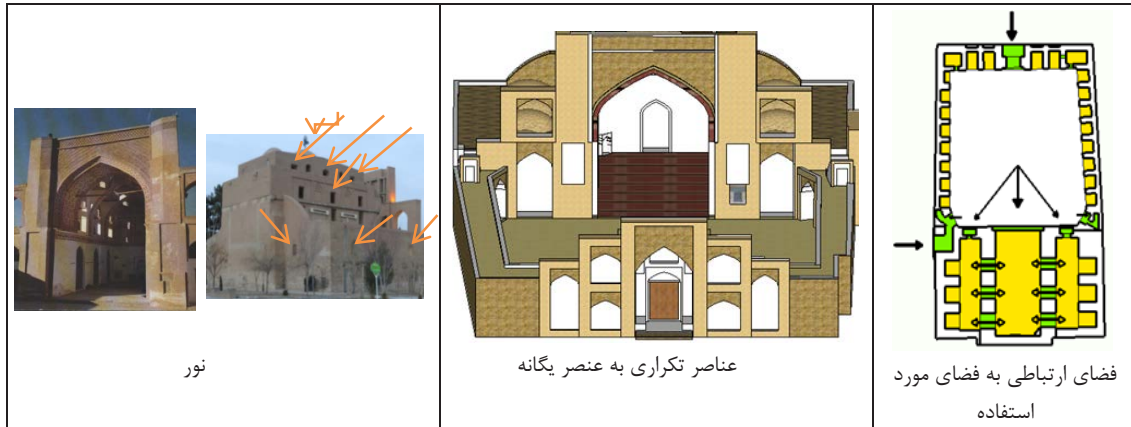 فضای ارتباطی به فضای مورد
استفاده
عناصر تکراری به عنصر یگانه
نور